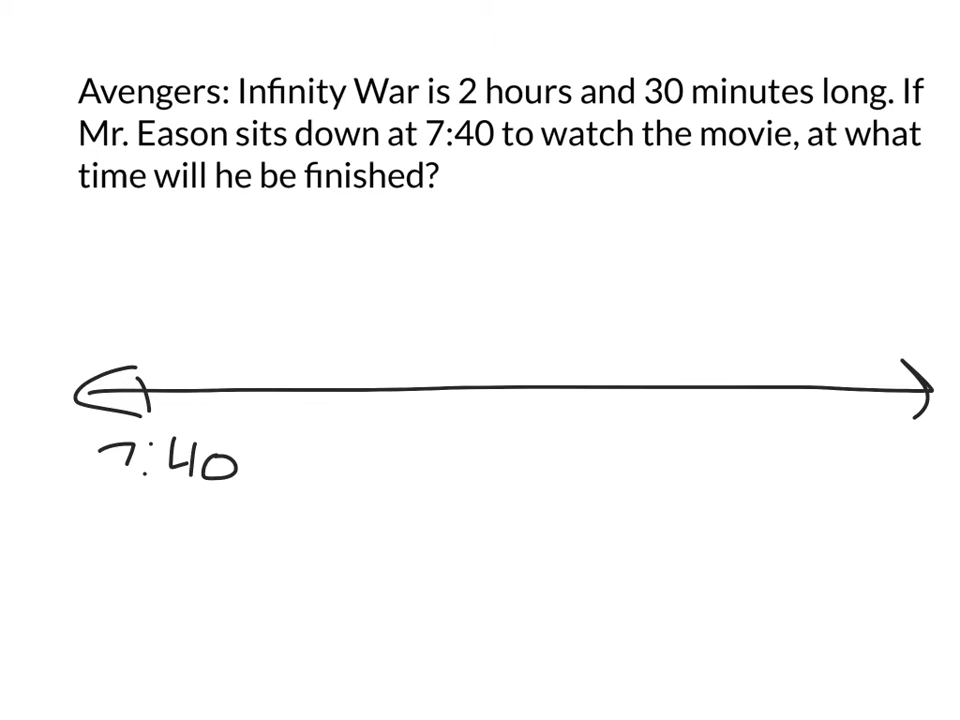 Avengers: Infinity War is 2 hours and 30 minutes long. If
Mr. Eason sits down at 7:40 to watch the movie, at what
time will he be finished?
7:40